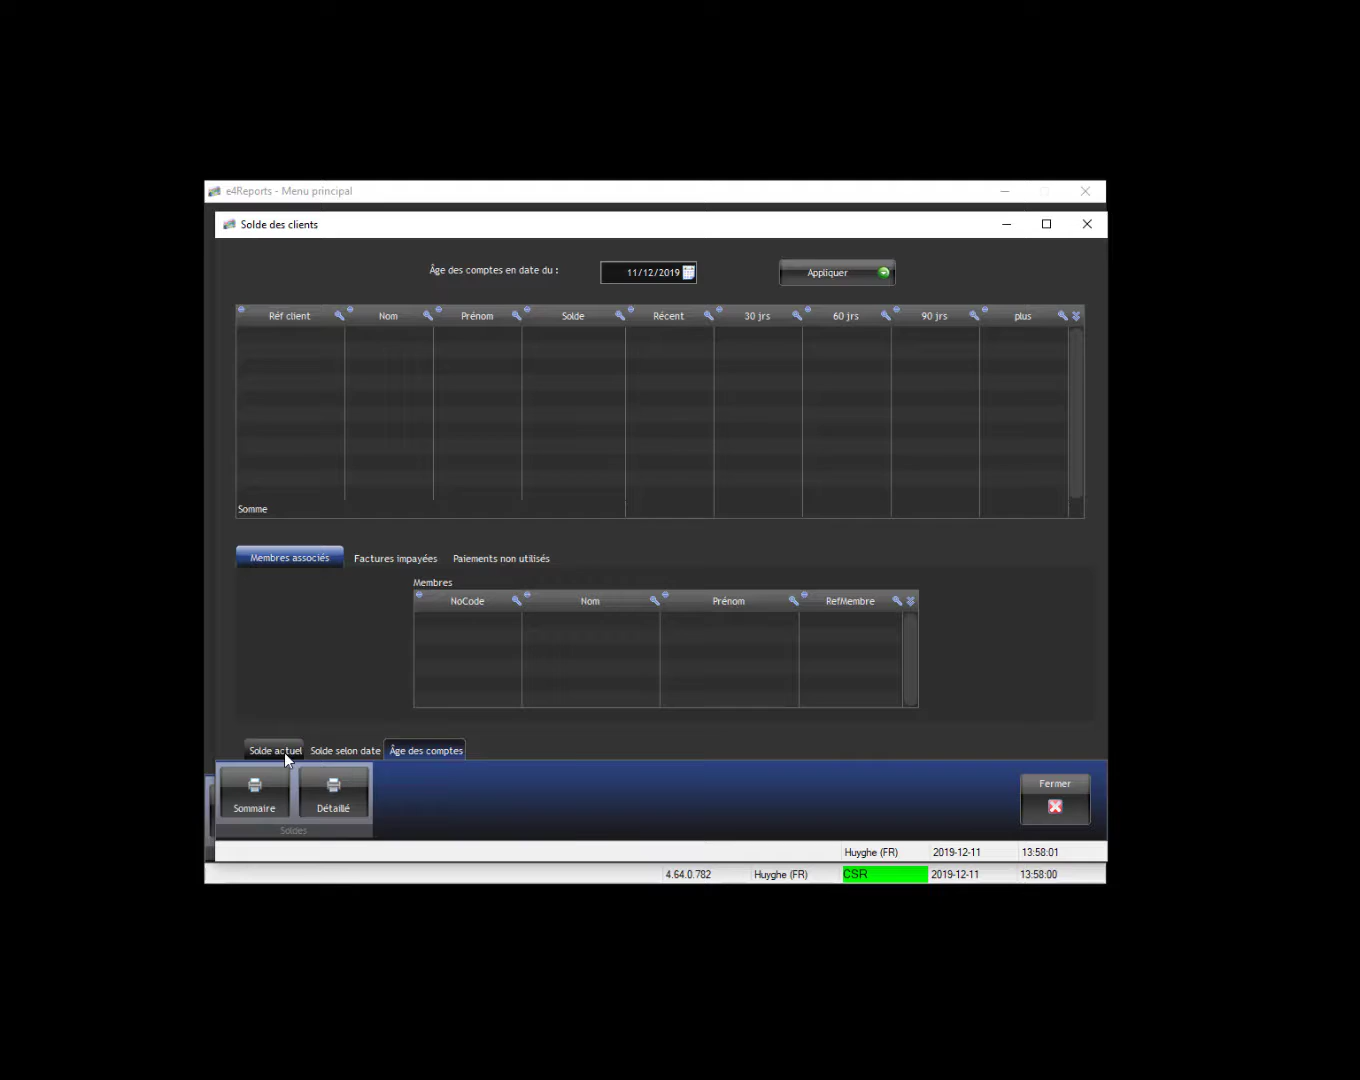 e4Reports - Menu principal
Solde des clients
Âge des comptes en date du :
11/12/2019
Appliquer
Réf client Nom Prénom Solde Récent 30 jrs 60 jrs 90 jrs plus
Somme
Membres associés Factures impayées Paiements non utilisés
Membres
NoCode Nom Prénom RefMembre
Solde actuel Solde selon date Âge des comptes
Sommaire Détaillé
Soldes
Fermer
Huyghe (FR) 2019-12-11 13:58:01
4.64.0.782 Huyghe (FR) CSR 2019-12-11 13:58:00